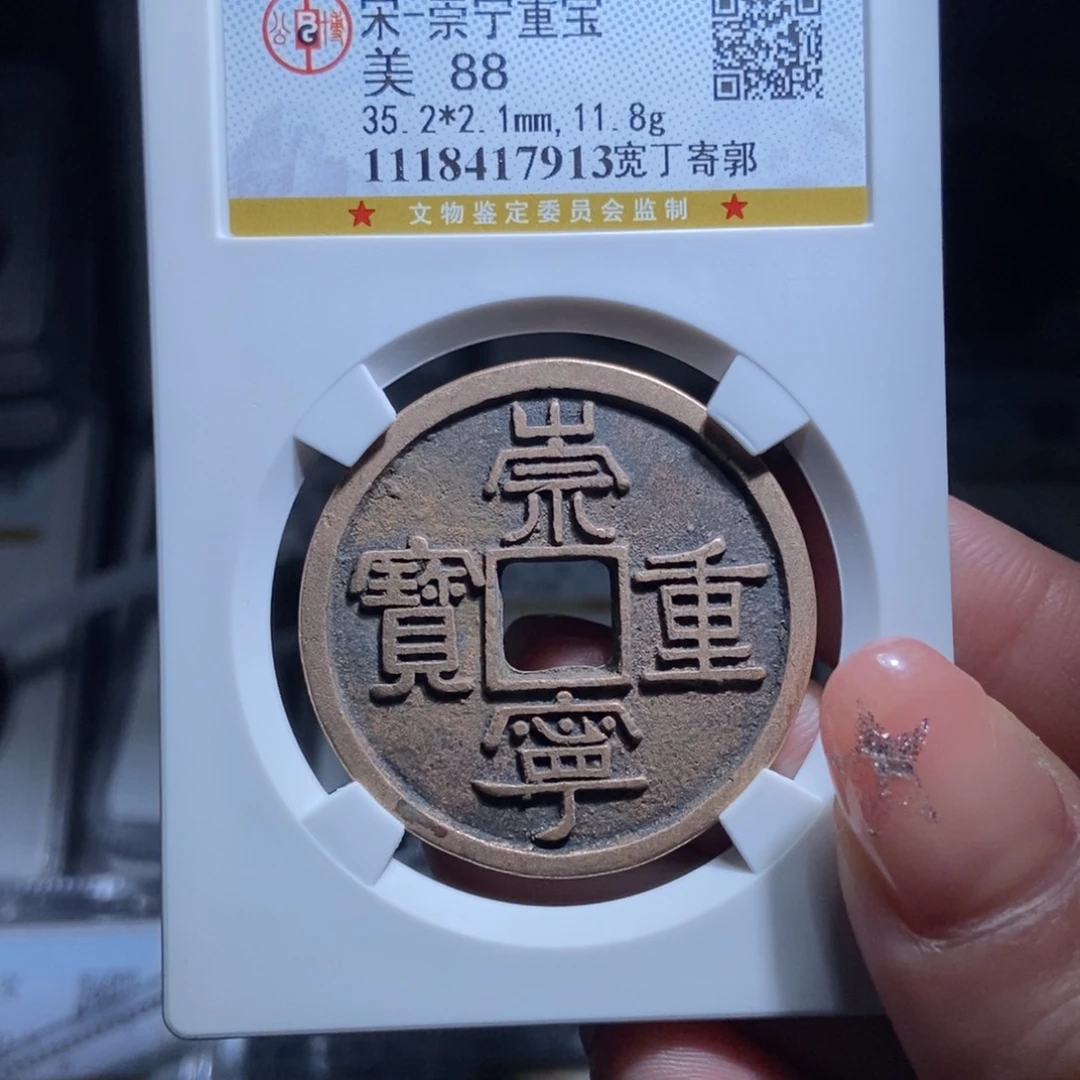 宋-崇宁重宝
美 88
35.2*2.1mm,11.8g
1118417913宽丁寄郭
★ 文物鉴定委员会监制 ★
公博
崇
寶 重
寧